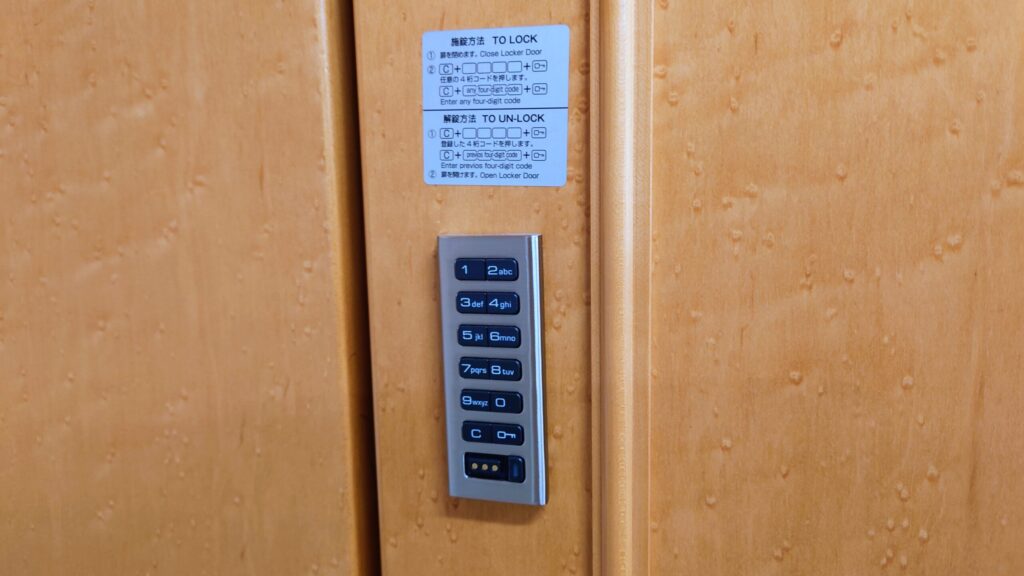 施錠方法 TO LOCK
① 扉を閉めます。Close Locker Door
② C + + 
任意の4桁コードを押します。
C + any four-digit code +
Enter any four-digit code
解錠方法 TO UN-LOCK
① C + +
登録した4桁コードを押します。
C + previos four-digit code +
Enter previos four-digit code
②扉を開けます。Open Locker Door
1 2abc
3def 4ghi
5jkl 6mno
7pqrs 8tuv
9wxyz 0
C